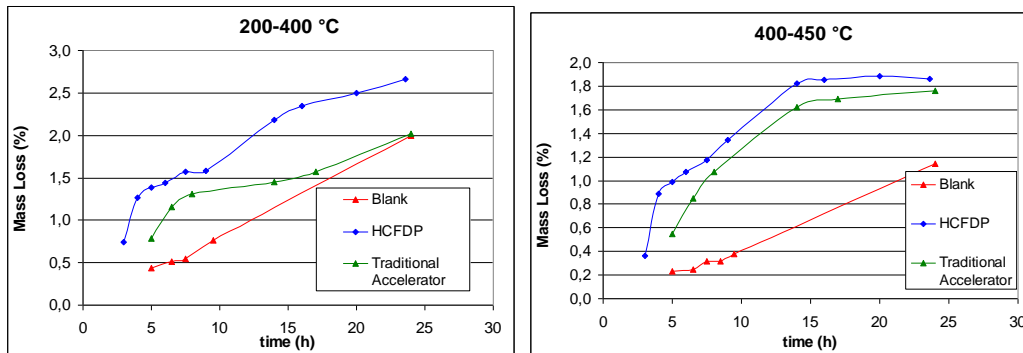 200-400 °C
Mass Loss (%)
3,0
2,5
2,0
1,5
1,0
0,5
0,0
0 5 10 15 20 25 30
time (h)
Blank
HCFDP
Traditional
Accelerator
400-450 °C
Mass Loss (%)
2,0
1,8
1,6
1,4
1,2
1,0
0,8
0,6
0,4
0,2
0,0
0 5 10 15 20 25 30
time (h)
Blank
HCFDP
Traditional
Accelerator